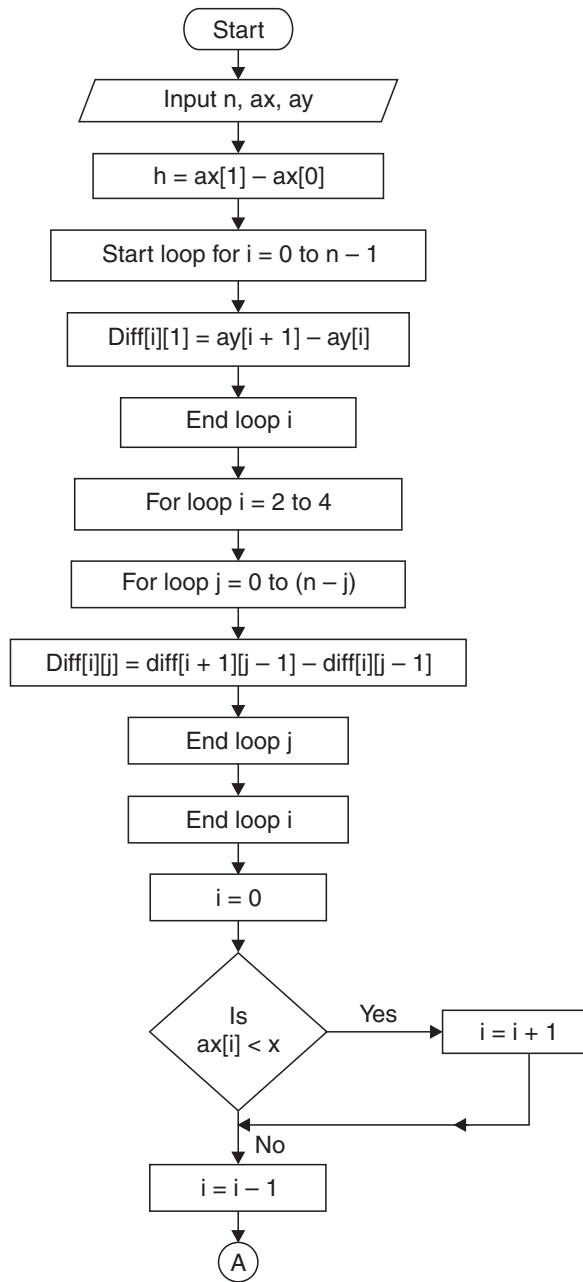 Start
Input n, ax, ay
h = ax[1] – ax[0]
Start loop for i = 0 to n – 1
Diff[i][1] = ay[i + 1] – ay[i]
End loop i
For loop i = 2 to 4
For loop j = 0 to (n – j)
Diff[i][j] = diff[i + 1][j – 1] – diff[i][j – 1]
End loop j
End loop i
i = 0
Is
ax[i] < x
Yes
i = i + 1
No
i = i – 1
A